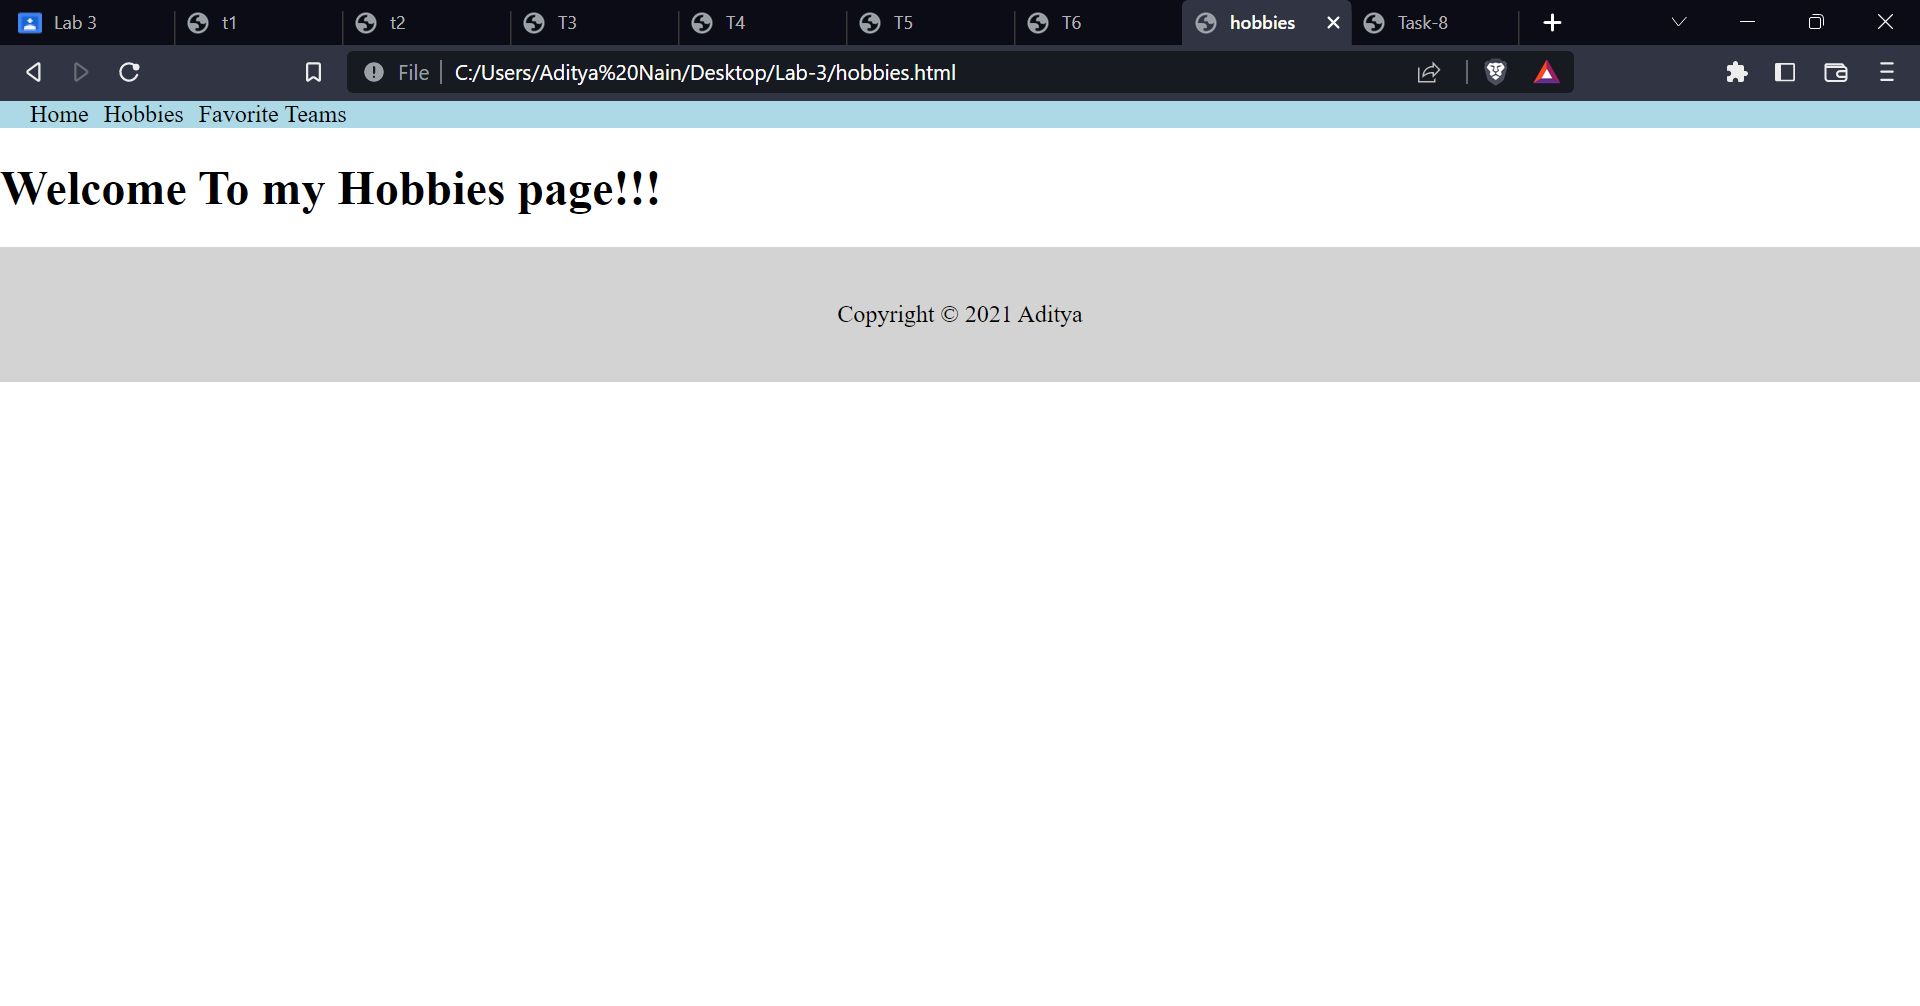 Lab 3 t1 t2 T3 T4 T5 T6 hobbies Task-8
File C:/Users/Aditya%20Nain/Desktop/Lab-3/hobbies.html
Home Hobbies Favorite Teams
Welcome To my Hobbies page!!!
Copyright © 2021 Aditya